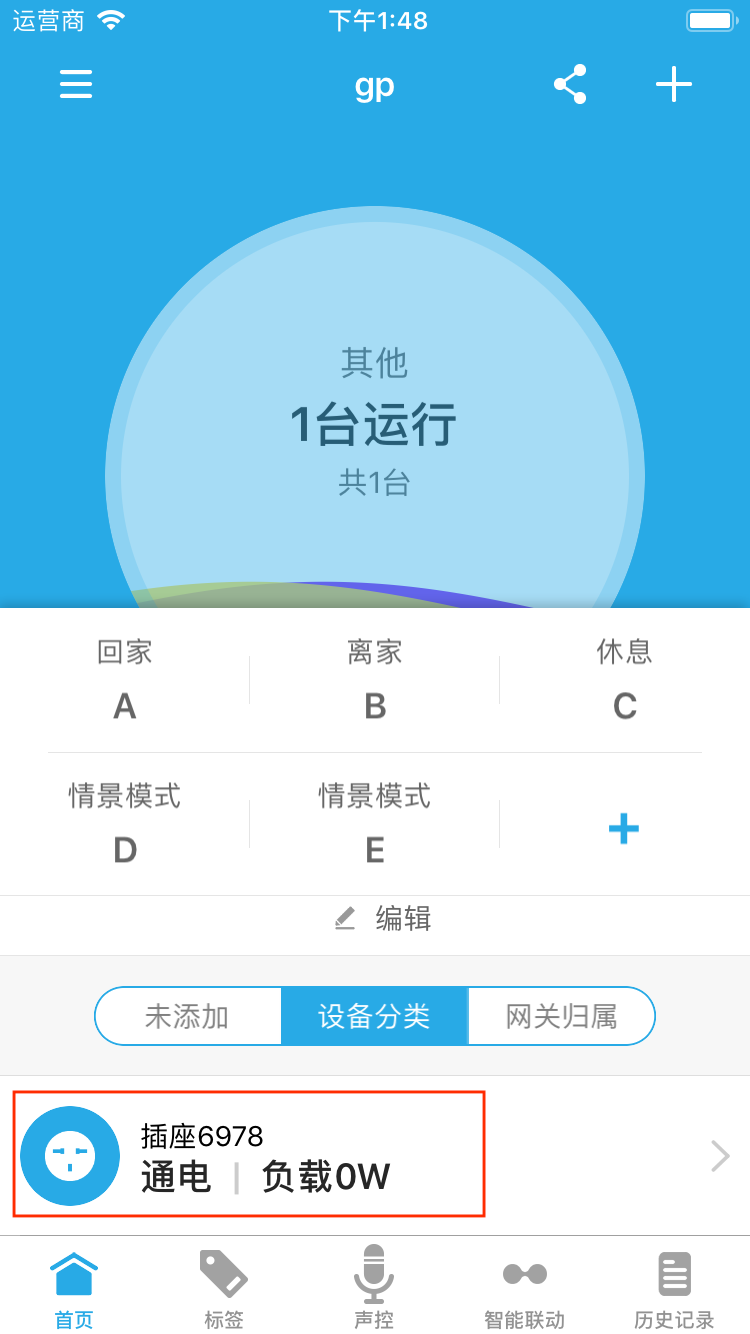 运营商 下午1:48
gp
其他
1台运行
共1台
回家 离家 休息
A B C
情景模式 情景模式
D E
编辑
未添加 设备分类 网关归属
插座6978
通电 | 负载0W
首页 标签 声控 智能联动 历史记录